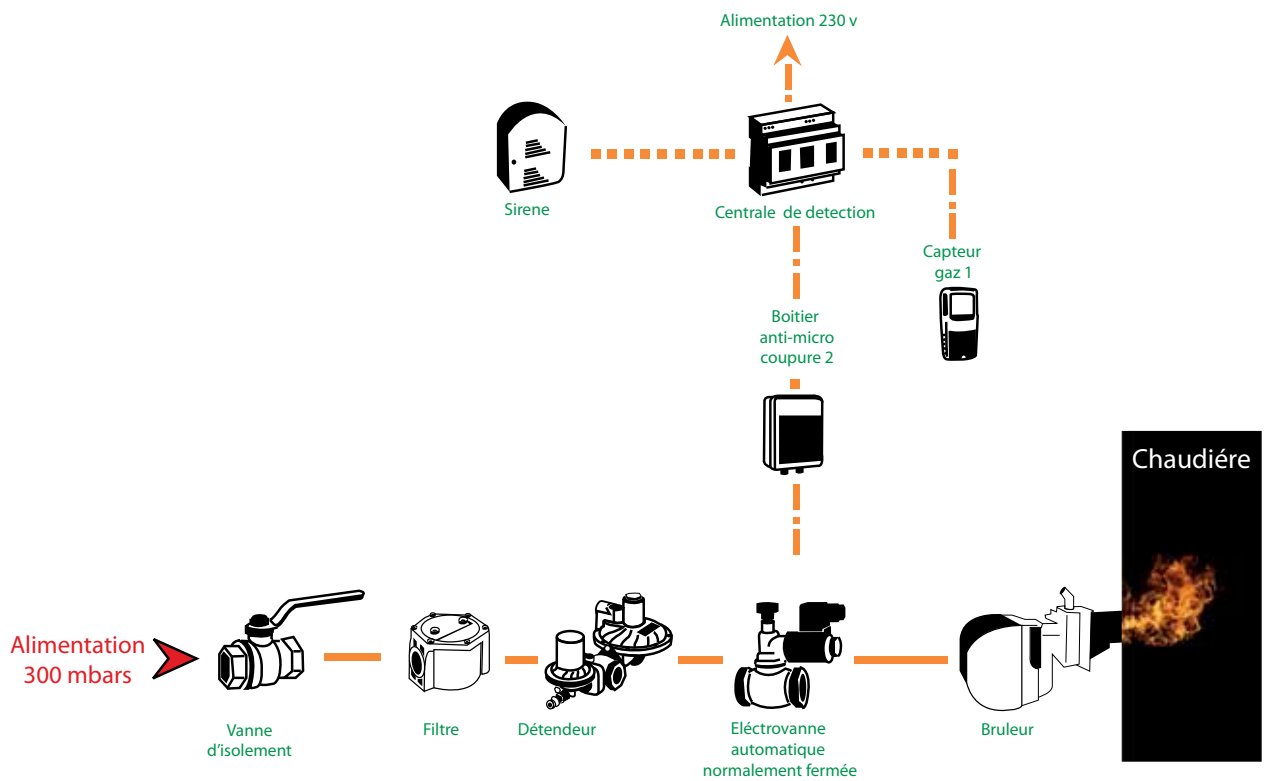 Alimentation 230 v
Sirene
Centrale de detection
Capteur
gaz 1
Boitier
anti-micro
coupure 2
Chaudiére
Alimentation
300 mbars
Vanne
d'isolement
Filtre
Détendeur
Eléctrovanne
automatique
normalement fermée
Bruleur